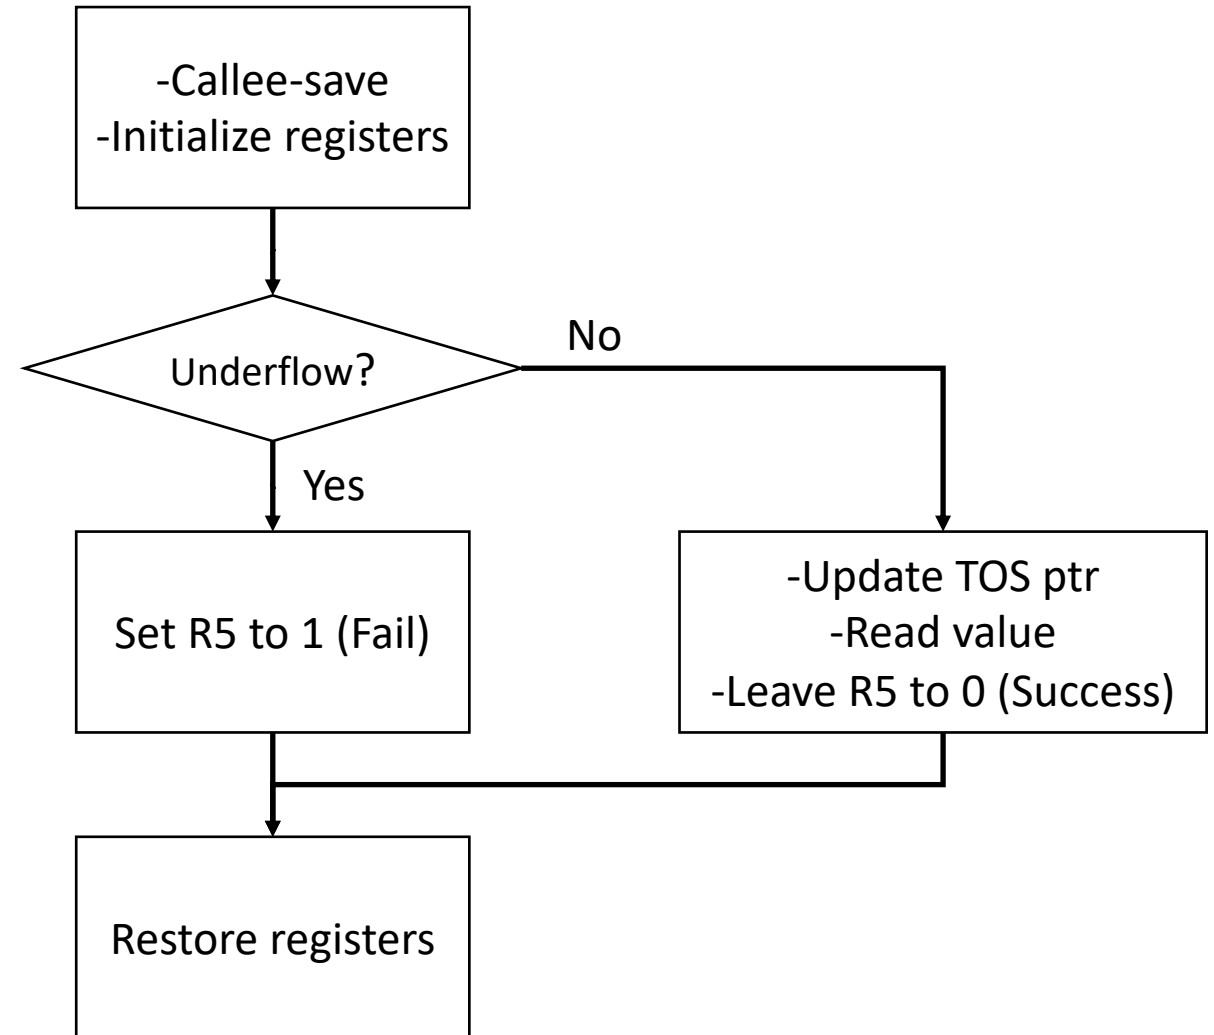 -Callee-save
-Initialize registers
Underflow?
No
Yes
Set R5 to 1 (Fail)
-Update TOS ptr
-Read value
-Leave R5 to 0 (Success)
Restore registers